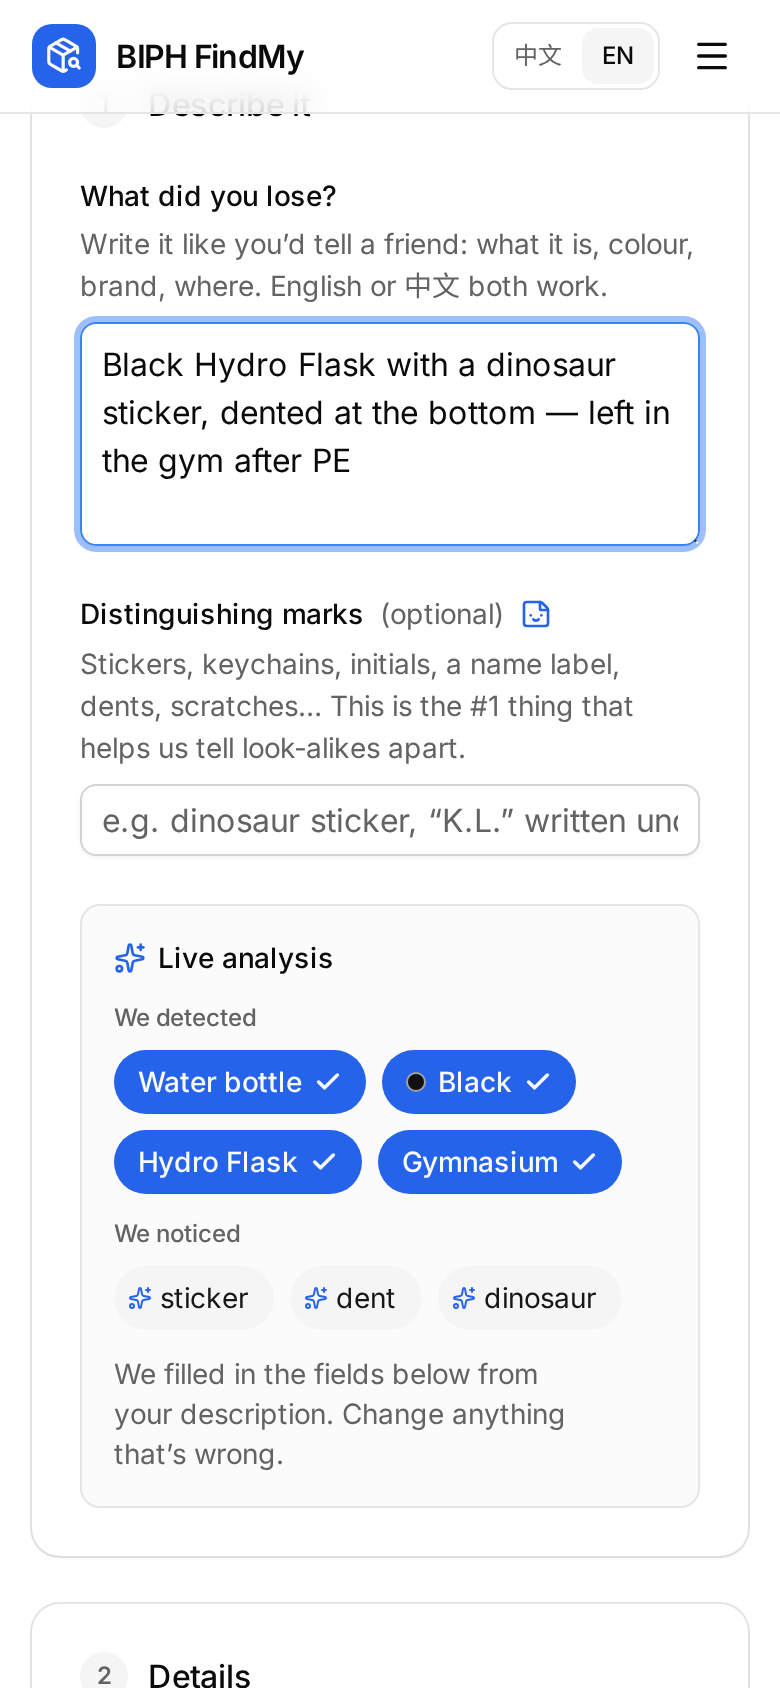 BIPH FindMy
中文 EN
1 Describe it
What did you lose?
Write it like you’d tell a friend: what it is, colour,
brand, where. English or 中文 both work.
Black Hydro Flask with a dinosaur
sticker, dented at the bottom — left in
the gym after PE
Distinguishing marks (optional)
Stickers, keychains, initials, a name label,
dents, scratches… This is the #1 thing that
helps us tell look-alikes apart.
e.g. dinosaur sticker, “K.L.” written
Live analysis
We detected
Water bottle Black
Hydro Flask Gymnasium
We noticed
sticker dent dinosaur
We filled in the fields below from
your description. Change anything
that’s wrong.
2 Details